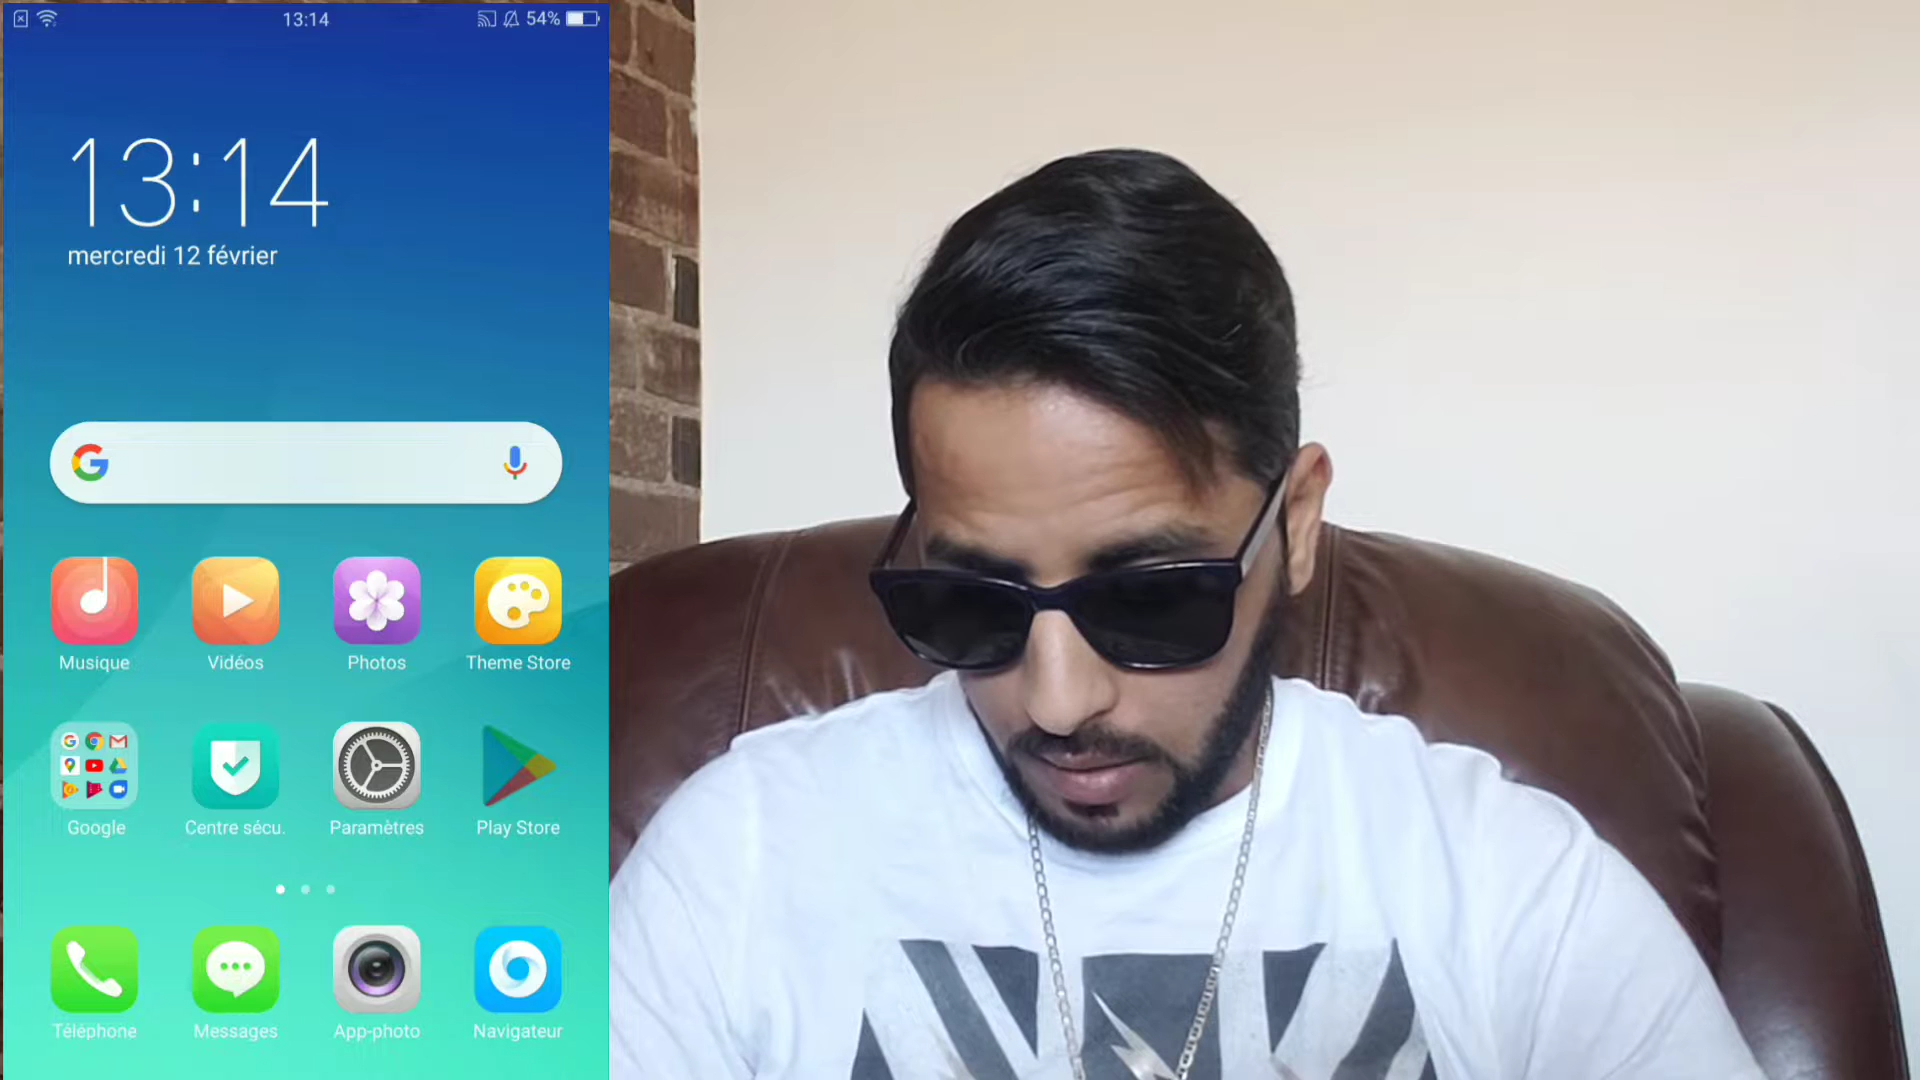 13:14
54%
13:14
mercredi 12 février
Musique
Vidéos
Photos
Theme Store
Google
Centre sécu.
Paramètres
Play Store
Téléphone
Messages
App-photo
Navigateur